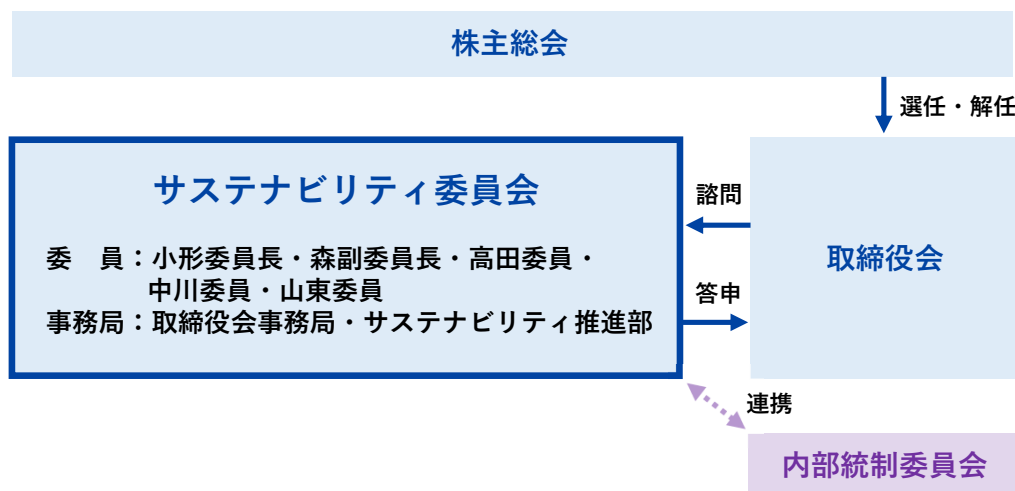 株主総会
選任・解任
サステナビリティ委員会
委　員：小形委員長・森副委員長・高田委員・
中川委員・山東委員
事務局：取締役会事務局・サステナビリティ推進部
諮問
答申
取締役会
連携
内部統制委員会